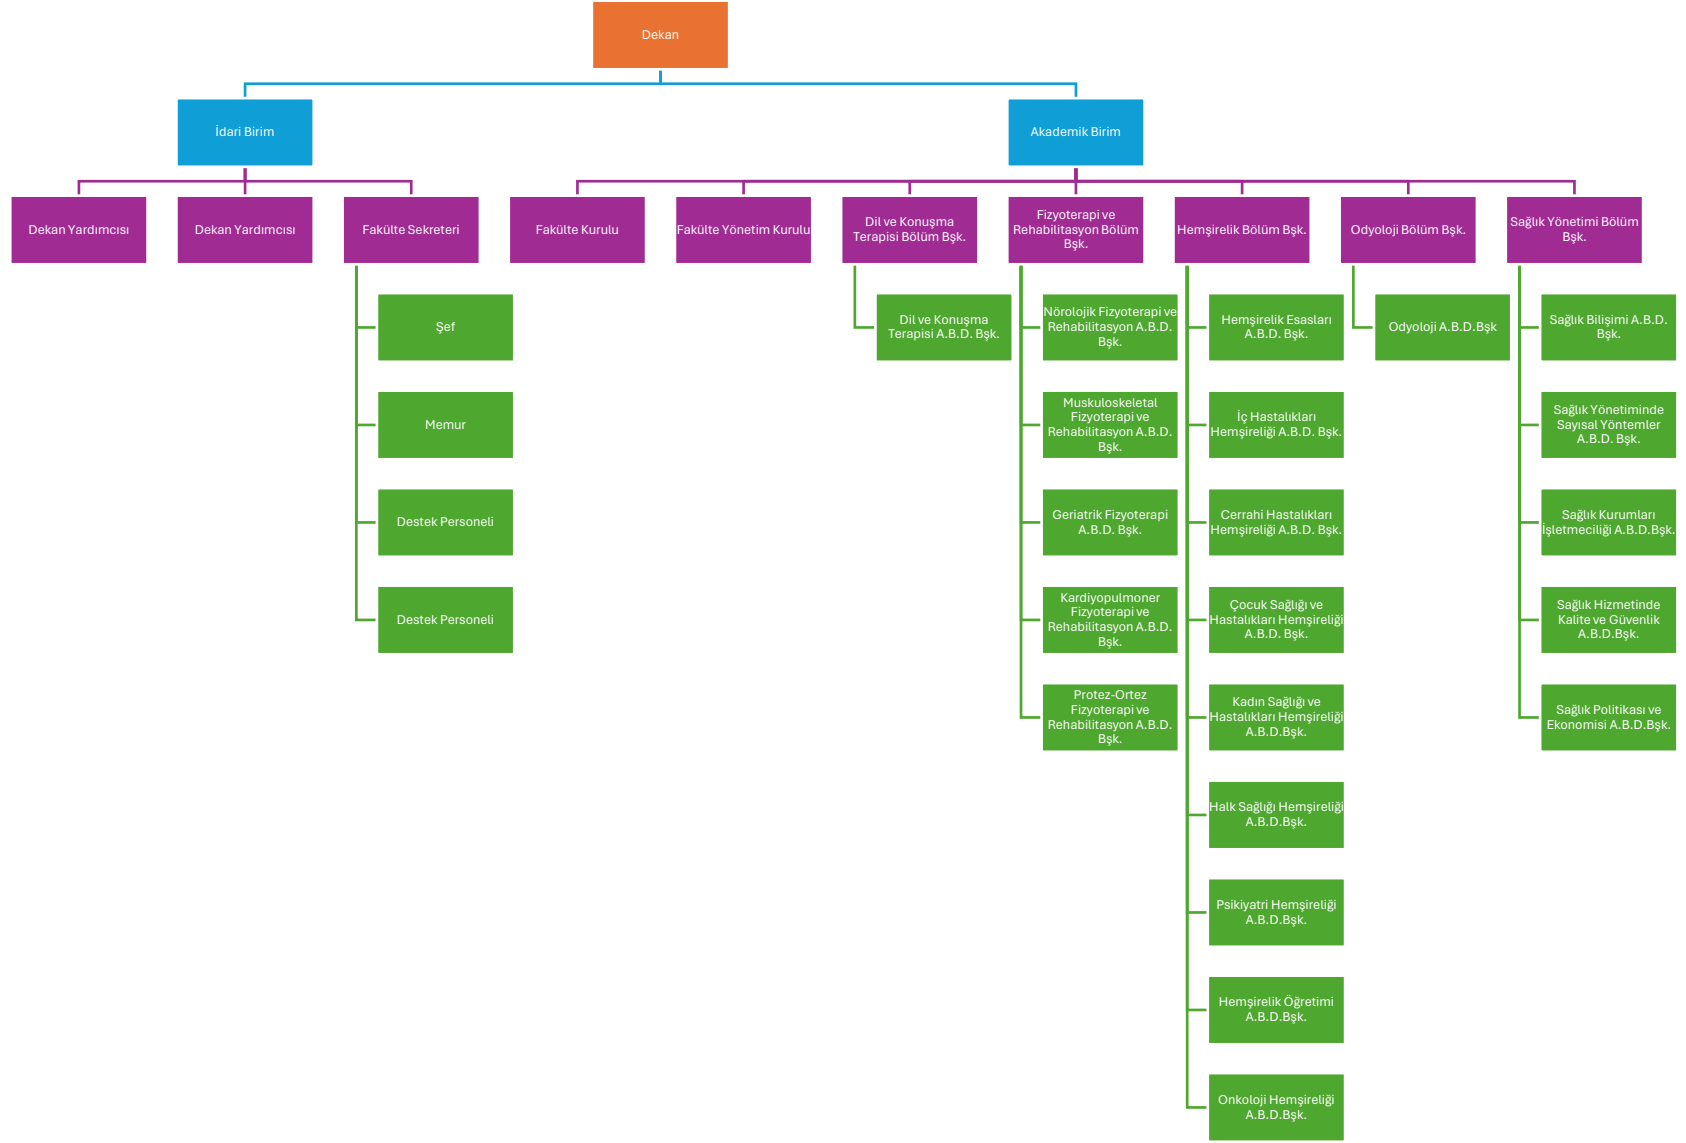 Dekan
İdari Birim
Akademik Birim
Dekan Yardımcısı
Dekan Yardımcısı
Fakülte Sekreteri
Fakülte Kurulu
Fakülte Yönetim Kurulu
Dil ve Konuşma
Terapisi Bölüm Bşk.
Fizyoterapi ve
Rehabilitasyon Bölüm
Bşk.
Hemşirelik Bölüm Bşk.
Odyoloji Bölüm Bşk.
Sağlık Yönetimi Bölüm
Bşk.
Şef
Memur
Destek Personeli
Destek Personeli
Dil ve Konuşma
Terapisi A.B.D. Bşk.
Nörolojik Fizyoterapi ve
Rehabilitasyon A.B.D.
Bşk.
Muskuloskeletal
Fizyoterapi ve
Rehabilitasyon A.B.D.
Bşk.
Geriatrik Fizyoterapi
A.B.D. Bşk.
Kardiyopulmoner
Fizyoterapi ve
Rehabilitasyon A.B.D.
Bşk.
Protez-Ortez
Fizyoterapi ve
Rehabilitasyon A.B.D.
Bşk.
Hemşirelik Esasları
A.B.D. Bşk.
İç Hastalıkları
Hemşireliği A.B.D. Bşk.
Cerrahi Hastalıkları
Hemşireliği A.B.D. Bşk.
Çocuk Sağlığı ve
Hastalıkları Hemşireliği
A.B.D. Bşk.
Kadın Sağlığı ve
Hastalıkları Hemşireliği
A.B.D.Bşk.
Halk Sağlığı Hemşireliği
A.B.D.Bşk.
Psikiyatri Hemşireliği
A.B.D.Bşk.
Hemşirelik Öğretimi
A.B.D.Bşk.
Onkoloji Hemşireliği
A.B.D.Bşk.
Odyoloji A.B.D.Bşk
Sağlık Bilişimi A.B.D.
Bşk.
Sağlık Yönetiminde
Sayısal Yöntemler
A.B.D. Bşk.
Sağlık Kurumları
İşletmeciliği A.B.D.Bşk.
Sağlık Hizmetinde
Kalite ve Güvenlik
A.B.D.Bşk.
Sağlık Politikası ve
Ekonomisi A.B.D.Bşk.